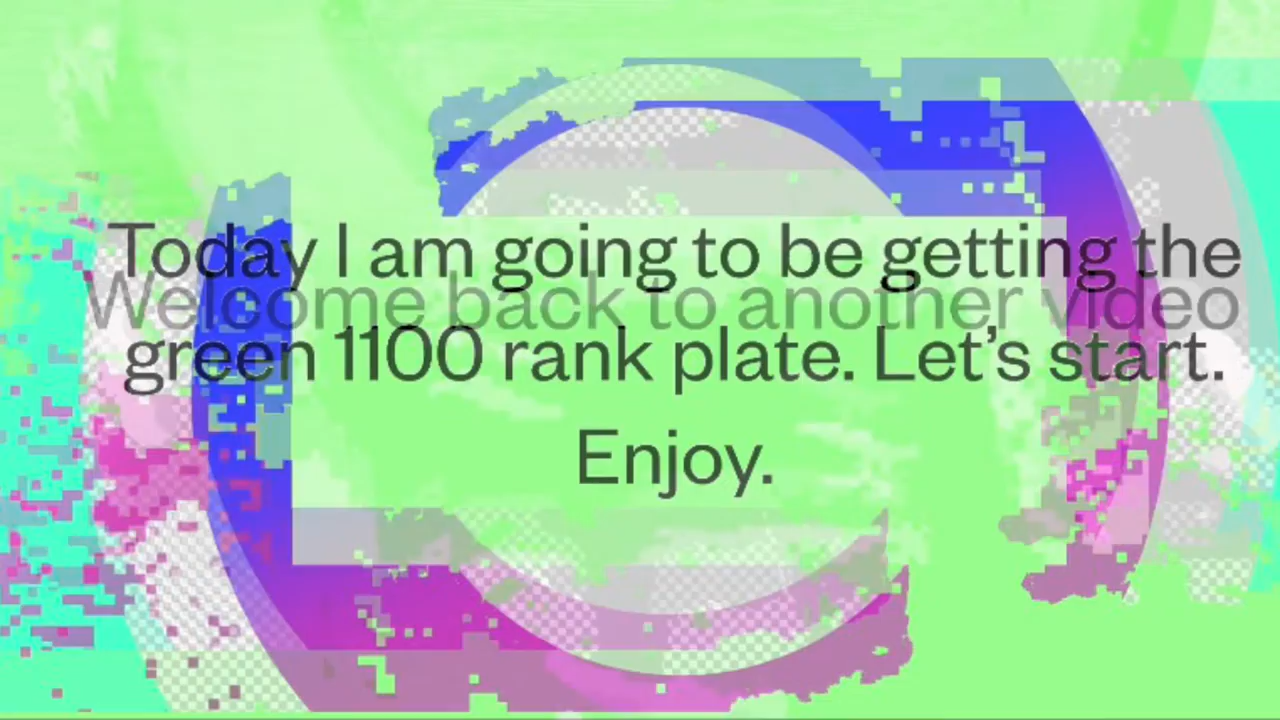 Today I am going to be getting the
Welcome back to another video
green 1100 rank plate. Let’s start.
Enjoy.